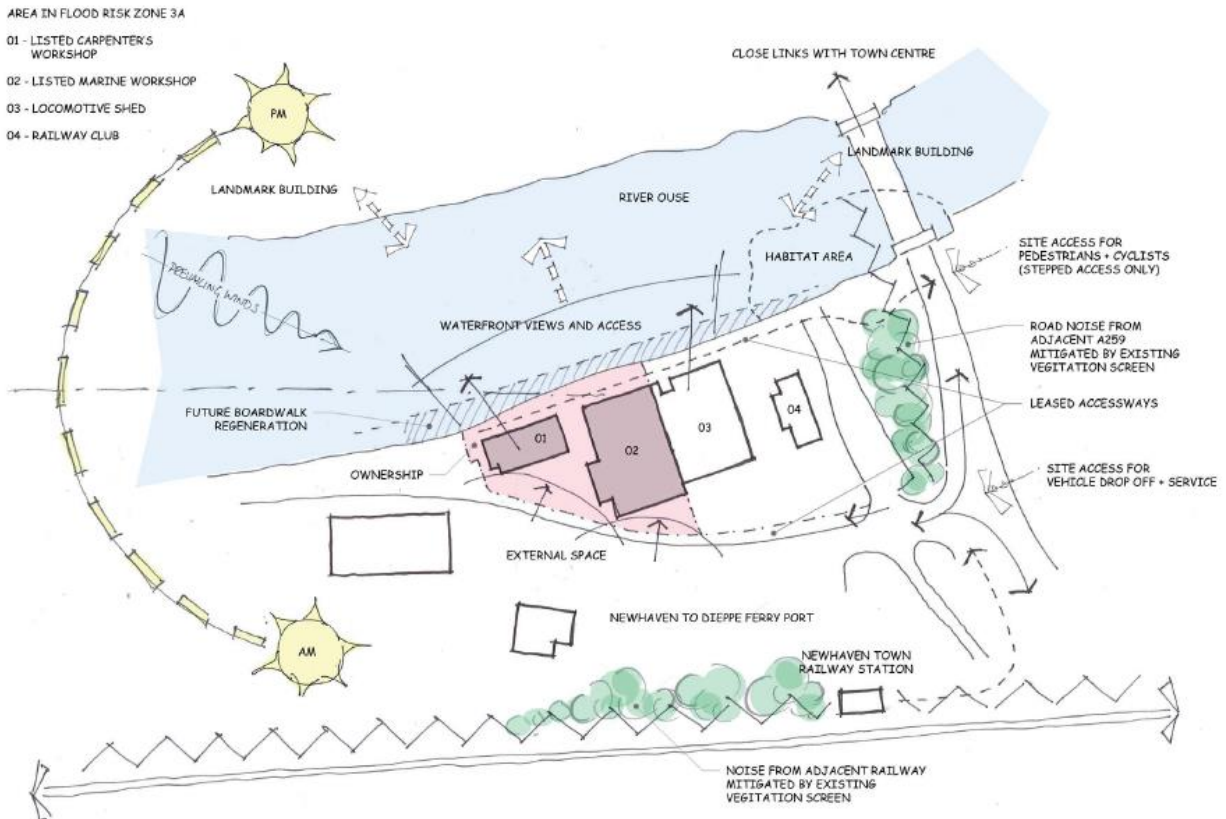 AREA IN FLOOD RISK ZONE 3A
01 - LISTED CARPENTER'S
WORKSHOP
02 - LISTED MARINE WORKSHOP
03 - LOCOMOTIVE SHED
04 - RAILWAY CLUB
PM
CLOSE LINKS WITH TOWN CENTRE
LANDMARK BUILDING
LANDMARK BUILDING
RIVER OUSE
HABITAT AREA
PREVAILING WINDS
SITE ACCESS FOR
PEDESTRIANS + CYCLISTS
(STEPPED ACCESS ONLY)
WATERFRONT VIEWS AND ACCESS
ROAD NOISE FROM
ADJACENT A259
MITIGATED BY EXISTING
VEGITATION SCREEN
LEASED ACCESSWAYS
FUTURE BOARDWALK
REGENERATION
01
02
03
04
OWNERSHIP
SITE ACCESS FOR
VEHICLE DROP OFF + SERVICE
EXTERNAL SPACE
NEWHAVEN TO DIEPPE FERRY PORT
AM
NEWHAVEN TOWN
RAILWAY STATION
NOISE FROM ADJACENT RAILWAY
MITIGATED BY EXISTING
VEGITATION SCREEN